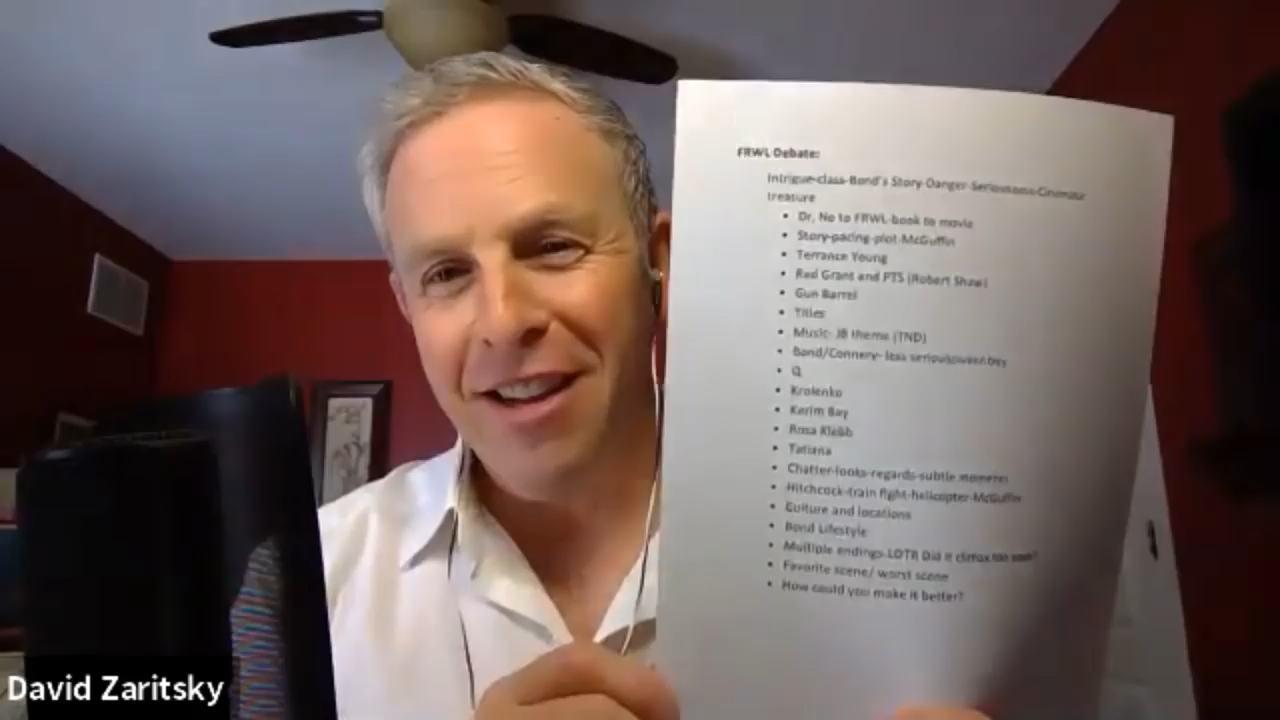 FRWL Debate:
Intrigue-class-Bond's Story-Danger-Seriousness-Cinematic
treasure
• Dr, No to FRWL-book to movie
• Story-pacing-plot-McGuffin
• Terrance Young
• Red Grant and PTS (Robert Shaw)
• Gun Barrel
• Titles
• Music- JB theme (TND)
• Bond/Connery- less serious
• Q
• Krolenko
• Kerim Bay
• Rosa Klebb
• Tatiana
• Chatter-looks-regards-subtle moments
• Hitchcock-train fight-helicopter-McGuffin
• Culture and locations
• Bond Lifestyle
• Multiple endings-LOTR Did it climax too soon?
• Favorite scene/ worst scene
• How could you make it better?
David Zaritsky